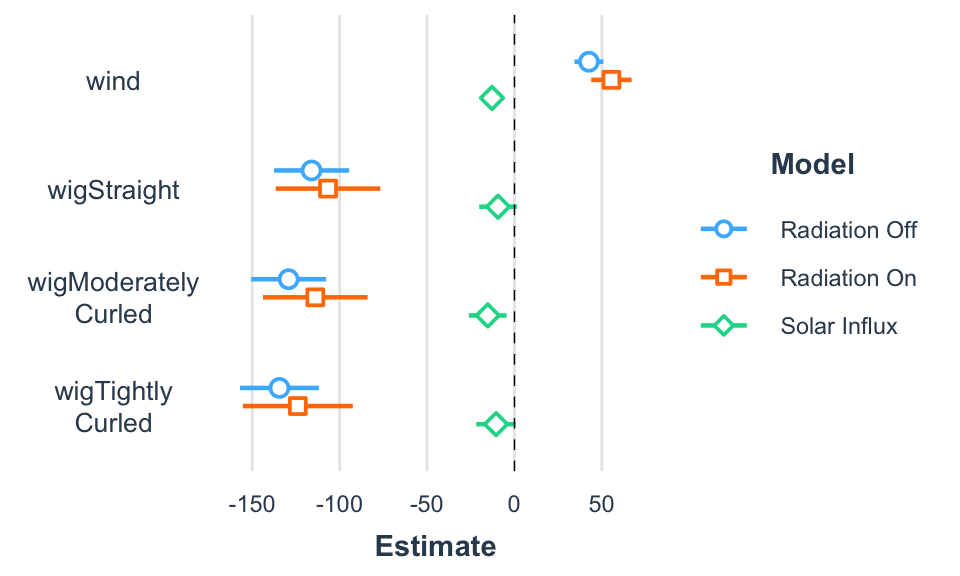 wind
wigStraight
wigModerately
Curled
wigTightly
Curled
-150 -100 -50 0 50
Estimate
Model
Radiation Off
Radiation On
Solar Influx